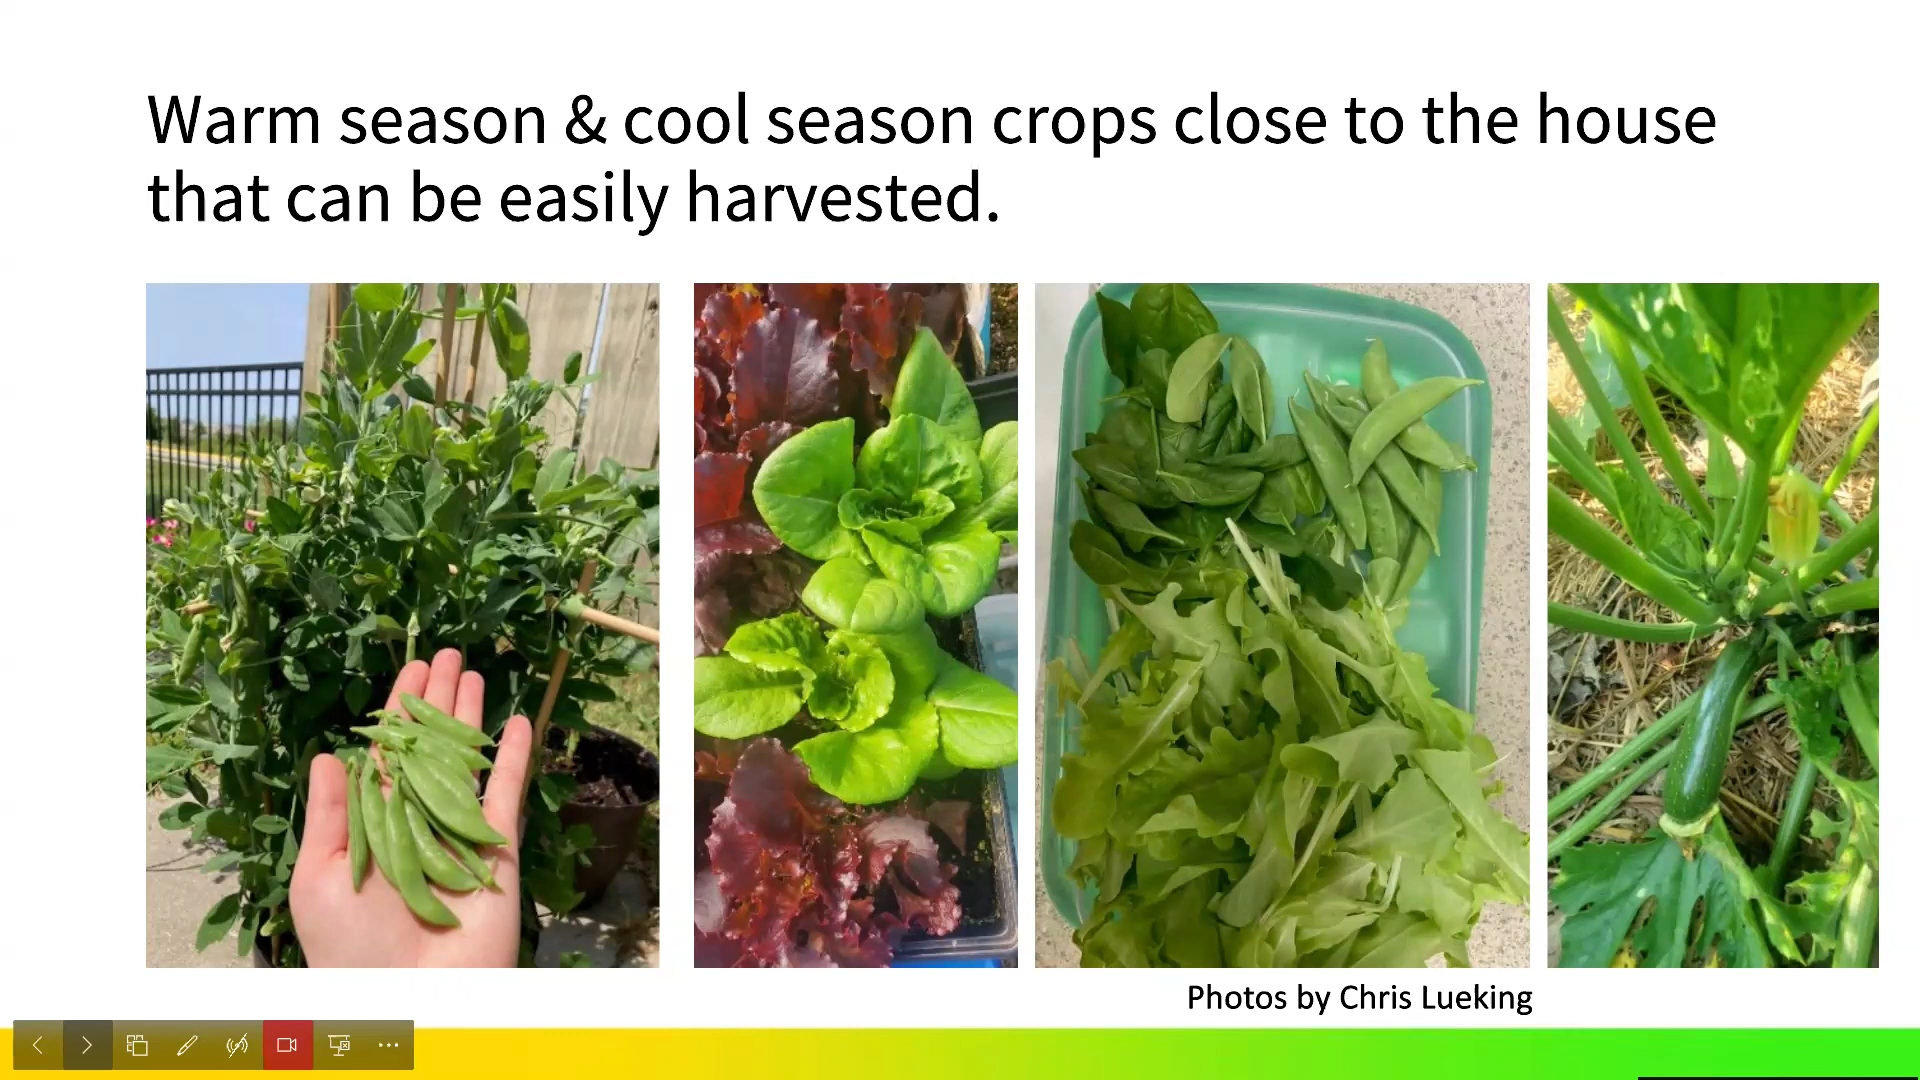 Warm season & cool season crops close to the house
that can be easily harvested.
Photos by Chris Lueking